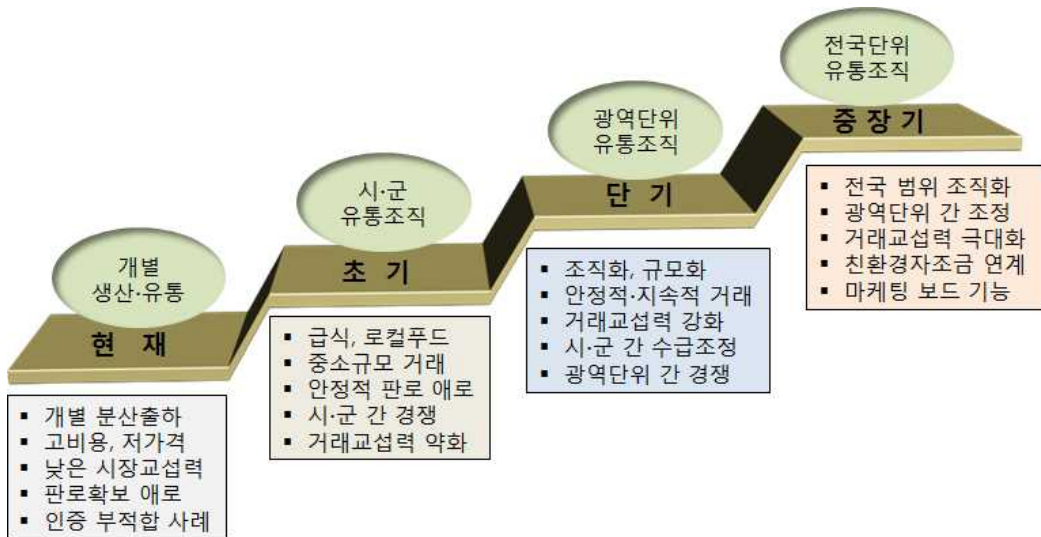 개별
생산·유통
현 재
▪ 개별 분산출하
▪ 고비용, 저가격
▪ 낮은 시장교섭력
▪ 판로확보 애로
▪ 인증 부적합 사례
시·군
유통조직
초 기
▪ 급식, 로컬푸드
▪ 중소규모 거래
▪ 안정적 판로 애로
▪ 시·군 간 경쟁
▪ 거래교섭력 약화
광역단위
유통조직
단 기
▪ 조직화, 규모화
▪ 안정적·지속적 거래
▪ 거래교섭력 강화
▪ 시·군 간 수급조정
▪ 광역단위 간 경쟁
전국단위
유통조직
중 장 기
▪ 전국 범위 조직화
▪ 광역단위 간 조정
▪ 거래교섭력 극대화
▪ 친환경자조금 연계
▪ 마케팅 보드 기능